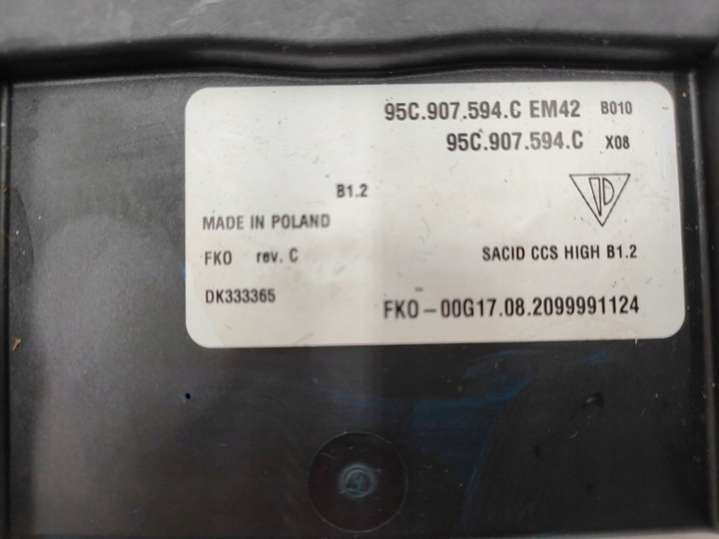 95C.907.594.C EM42 B010
95C.907.594.C X08
B1.2
MADE IN POLAND
FKO rev. C SACID CCS HIGH B1.2
DK333365
FKO-00G17.08.2099991124